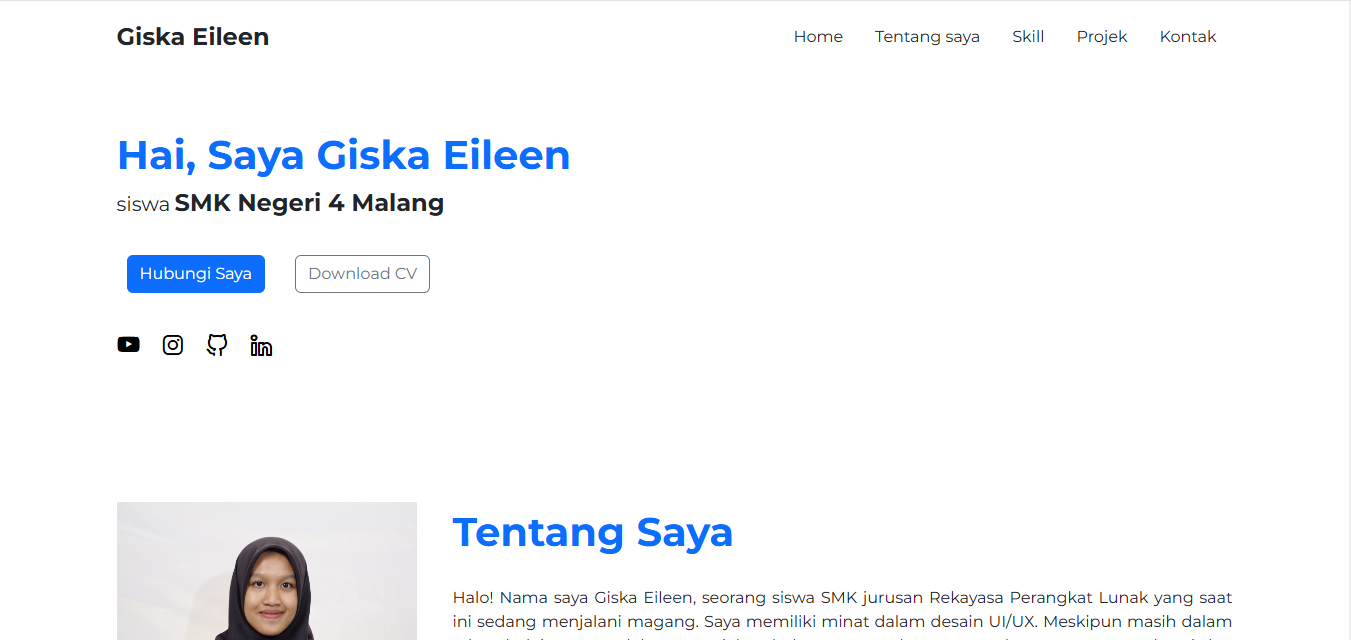 Giska Eileen
Home Tentang saya Skill Projek Kontak
Hai, Saya Giska Eileen
siswa SMK Negeri 4 Malang
Hubungi Saya Download CV
Tentang Saya
Halo! Nama saya Giska Eileen, seorang siswa SMK jurusan Rekayasa Perangkat Lunak yang saat
ini sedang menjalani magang. Saya memiliki minat dalam desain UI/UX. Meskipun masih dalam